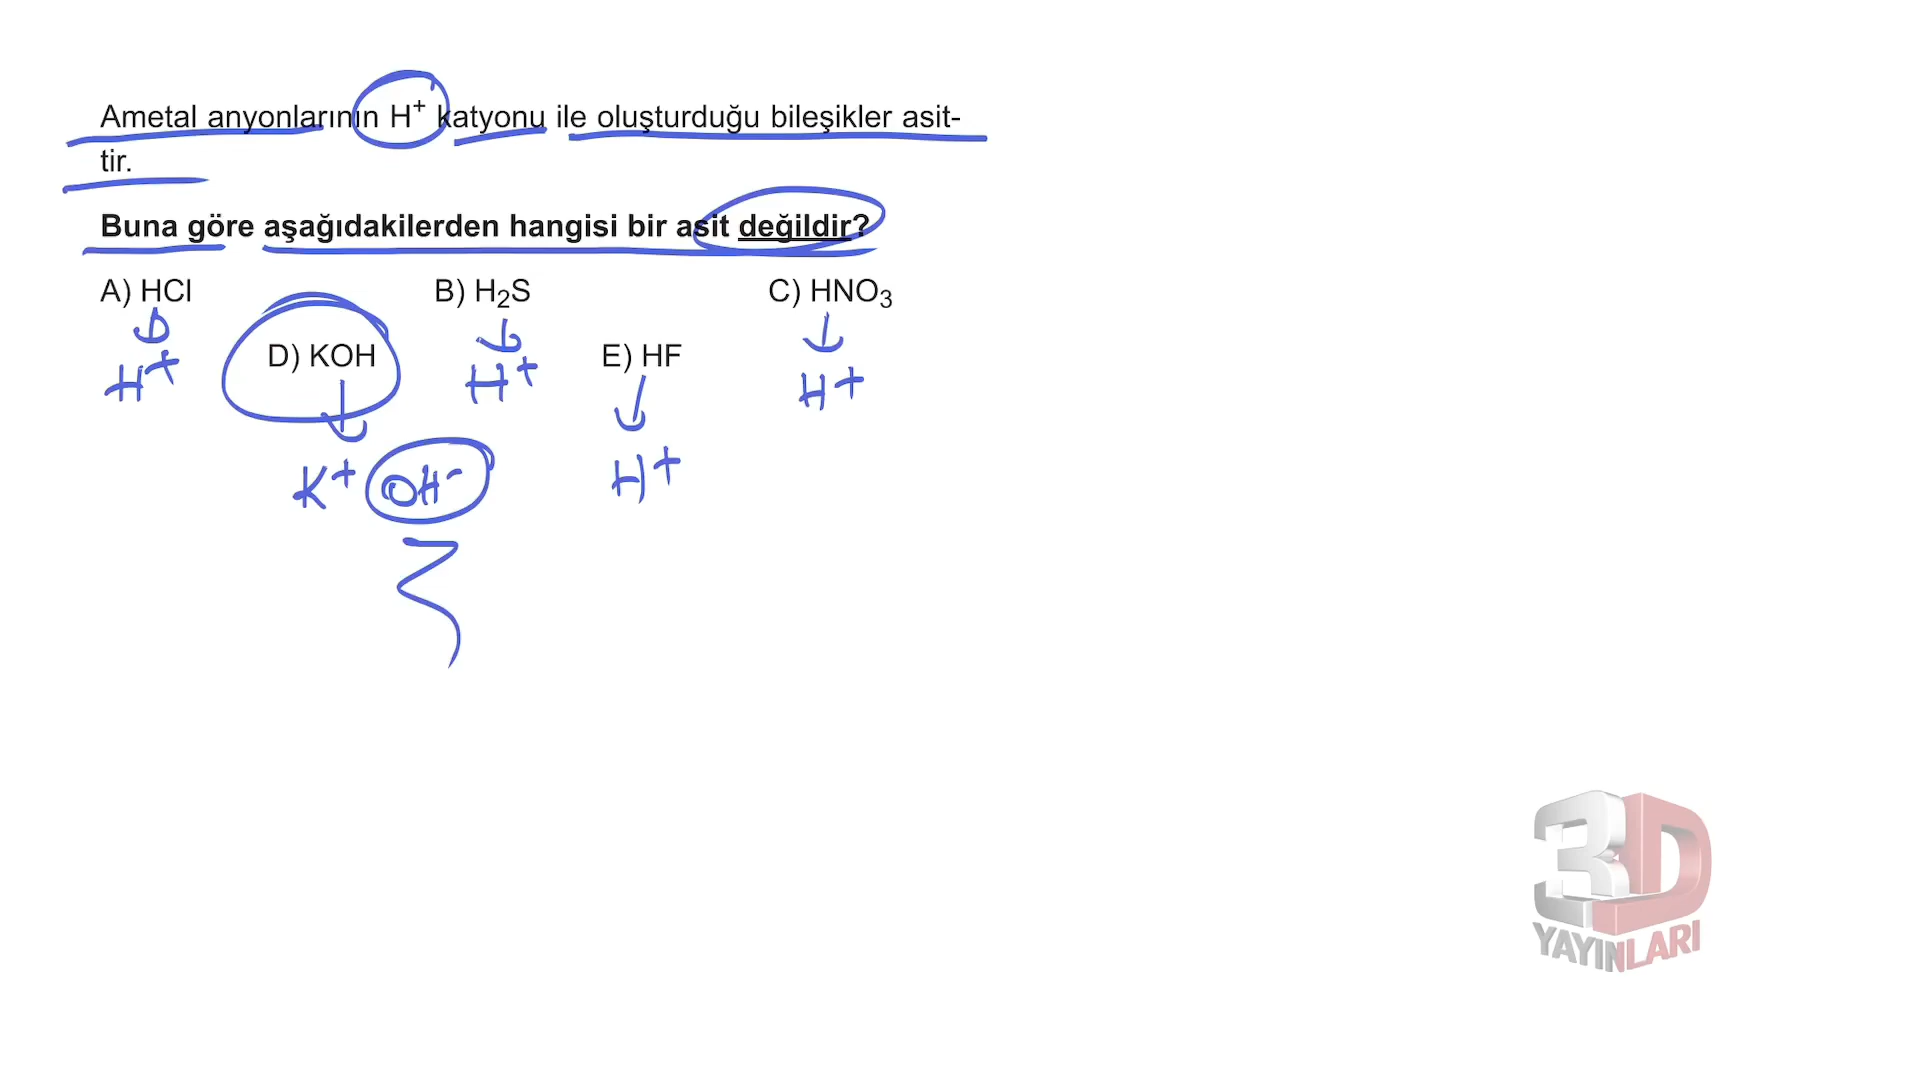 Ametal anyonlarının H⁺ katyonu ile oluşturduğu bileşikler asit-
tir.
Buna göre aşağıdakilerden hangisi bir asit değildir?
A) HCl B) H₂S C) HNO₃
D) KOH E) HF
H⁺ H⁺ H⁺
K⁺ OH⁻ H⁺
3D
YAYINLARI